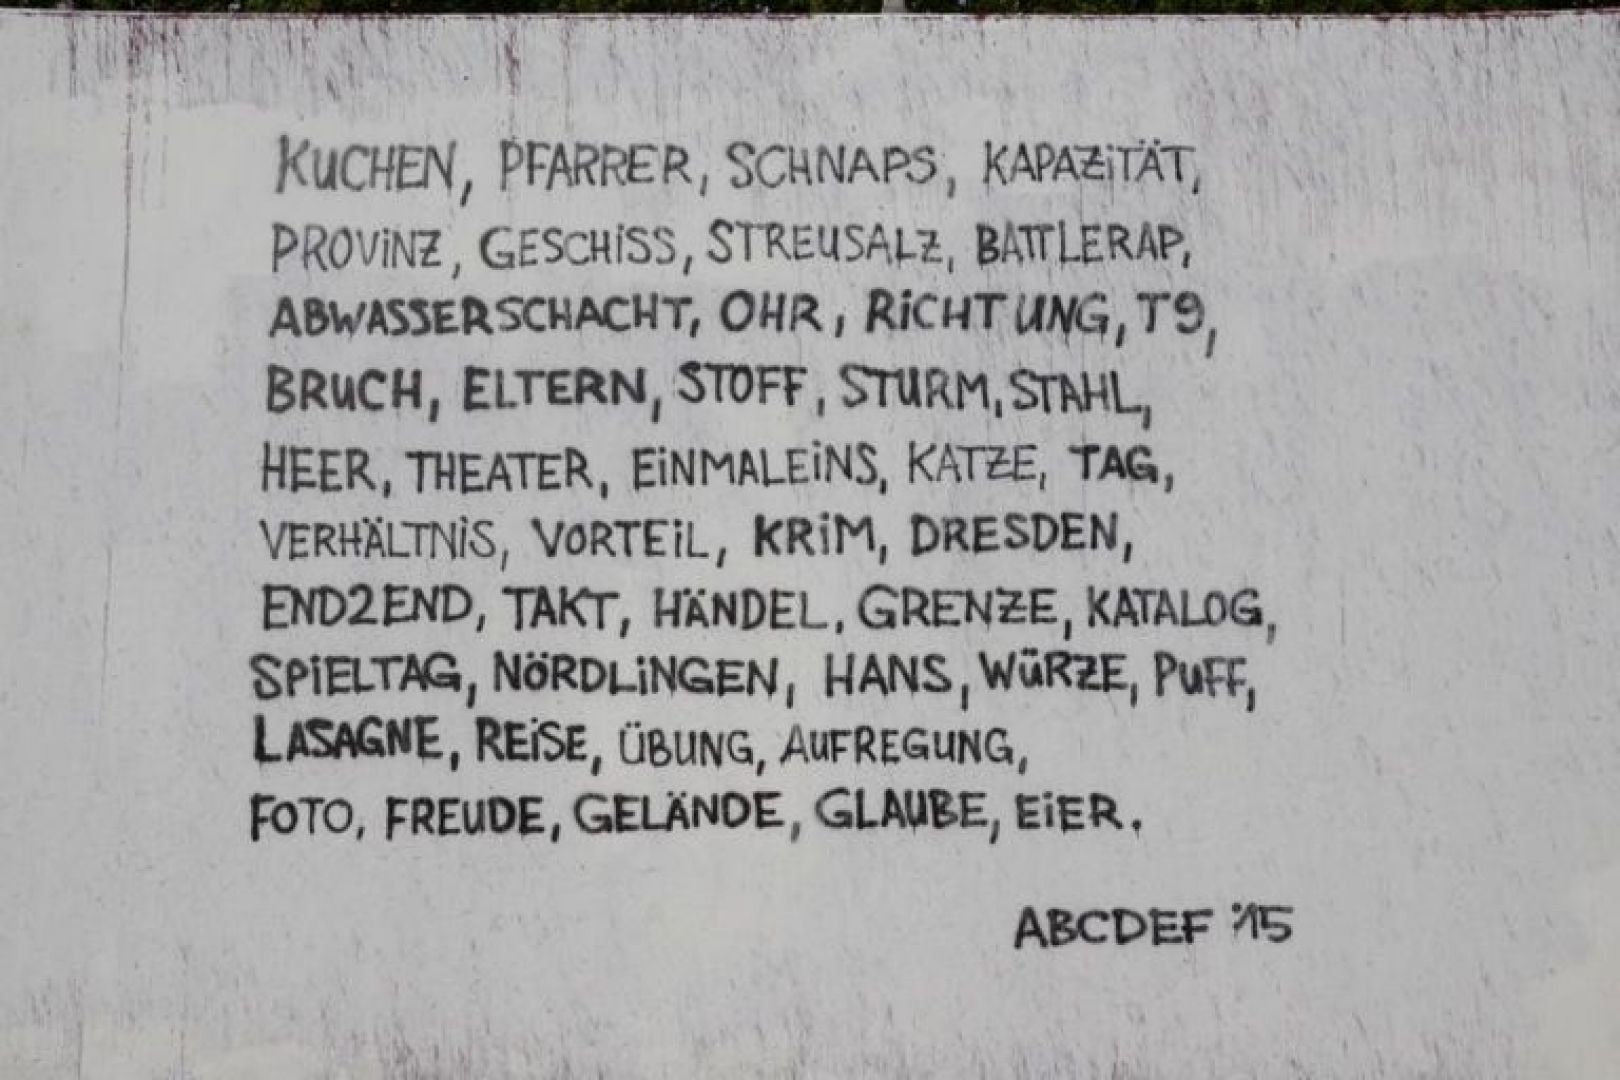 KUCHEN, PFARRER, SCHNAPS, KAPAZiTÄT,
PROViNZ, GESCHiSS, STREUSALZ, BATTLERAP,
ABWASSERSCHACHT, OHR, RiCHTUNG, T9,
BRUCH, ELTERN, STOFF, STURM, STAHL,
HEER, THEATER, EiNMALEiNS, KATZE, TAG,
VERHÄLTNiS, VORTEiL, KRiM, DRESDEN,
END2END, TAKT, HÄNDEL, GRENZE, KATALOG,
SPiELTAG, NÖRDLiNGEN, HANS, WÜRZE, PUFF,
LASAGNE, REiSE, ÜBUNG, AUFREGUNG,
FOTO, FREUDE, GELÄNDE, GLAUBE, EiER.
ABCDEF '15